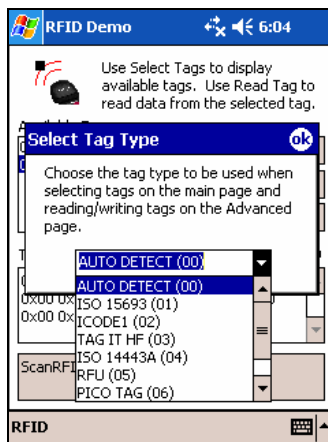 RFID Demo 6:04
Use Select Tags to display
available tags. Use Read Tag to
read data from the selected tag.
Select Tag Type ok
Choose the tag type to be used when
selecting tags on the main page and
reading/writing tags on the Advanced
page.
AUTO DETECT (00)
AUTO DETECT (00)
ISO 15693 (01)
ICODE1 (02)
TAG IT HF (03)
ISO 14443A (04)
RFU (05)
PICO TAG (06)
0x00 0x
0x00 0x
ScanRFI
RFID